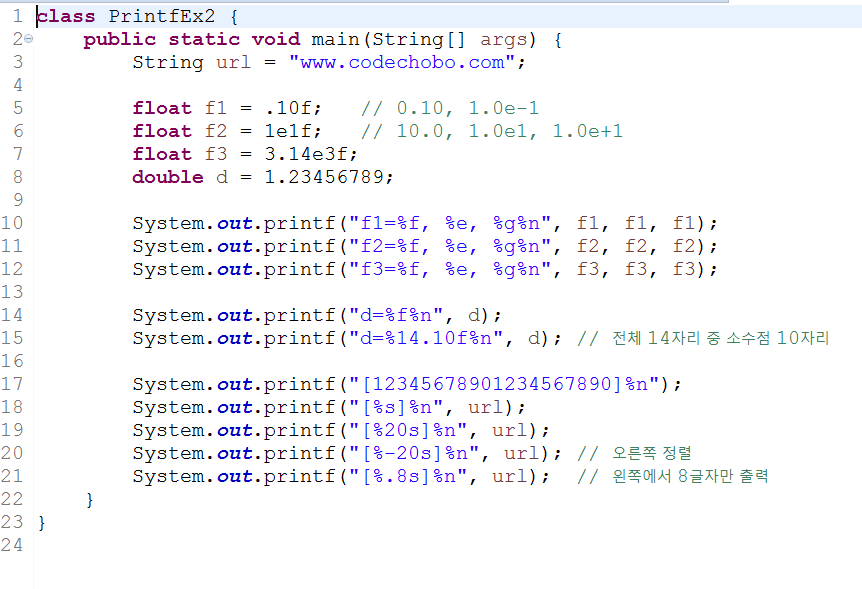 1 class PrintfEx2 {
2 public static void main(String[] args) {
3 String url = "www.codechobo.com";
4
5 float f1 = .10f; // 0.10, 1.0e-1
6 float f2 = 1e1f; // 10.0, 1.0e1, 1.0e+1
7 float f3 = 3.14e3f;
8 double d = 1.23456789;
9
10 System.out.printf("f1=%f, %e, %g%n", f1, f1, f1);
11 System.out.printf("f2=%f, %e, %g%n", f2, f2, f2);
12 System.out.printf("f3=%f, %e, %g%n", f3, f3, f3);
13
14 System.out.printf("d=%f%n", d);
15 System.out.printf("d=%14.10f%n", d); // 전체 14자리 중 소수점 10자리
16
17 System.out.printf("[12345678901234567890]%n");
18 System.out.printf("[%s]%n", url);
19 System.out.printf("[%20s]%n", url);
20 System.out.printf("[%-20s]%n", url); // 오른쪽 정렬
21 System.out.printf("[%.8s]%n", url); // 왼쪽에서 8글자만 출력
22 }
23 }
24